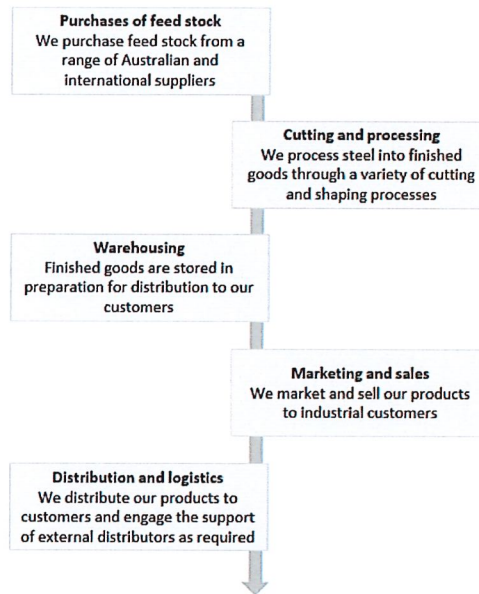 Purchases of feed stock
We purchase feed stock from a
range of Australian and
international suppliers
Cutting and processing
We process steel into finished
goods through a variety of cutting
and shaping processes
Warehousing
Finished goods are stored in
preparation for distribution to our
customers
Marketing and sales
We market and sell our products
to industrial customers
Distribution and logistics
We distribute our products to
customers and engage the support
of external distributors as required